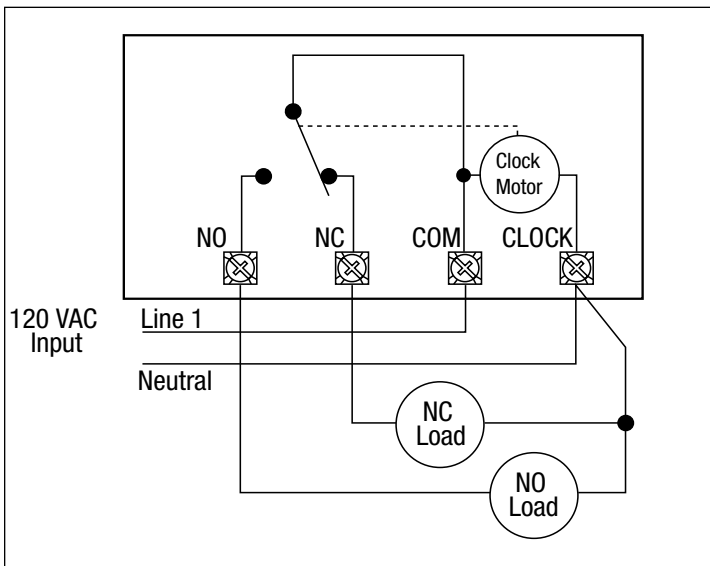 Clock
Motor
NO
NC
COM
CLOCK
120 VAC
Input
Line 1
Neutral
NC
Load
NO
Load